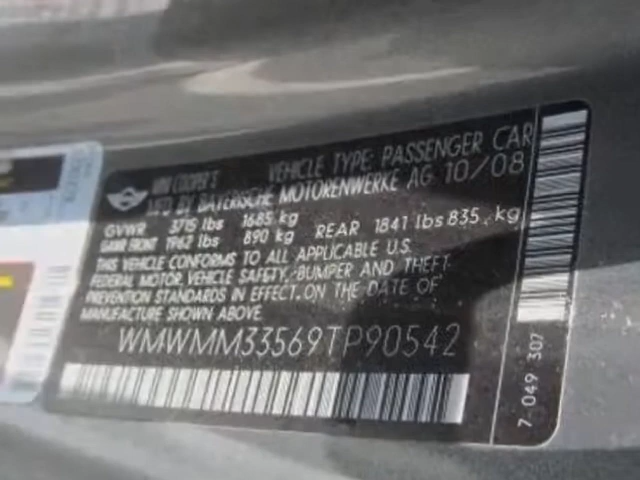 MINI COOPER S VEHICLE TYPE: PASSENGER CAR
MFD BY BAYERISCHE MOTORENWERKE AG 10/08
GVWR 3715 lbs 1685 kg
GAWR FRONT 1962 lbs 890 kg REAR 1841 lbs 835 kg
THIS VEHICLE CONFORMS TO ALL APPLICABLE U.S.
FEDERAL MOTOR VEHICLE SAFETY, BUMPER AND THEFT
PREVENTION STANDARDS IN EFFECT ON THE DATE OF
MANUFACTURE SHOWN ABOVE
WMWMM33569TP90542
7 049 307